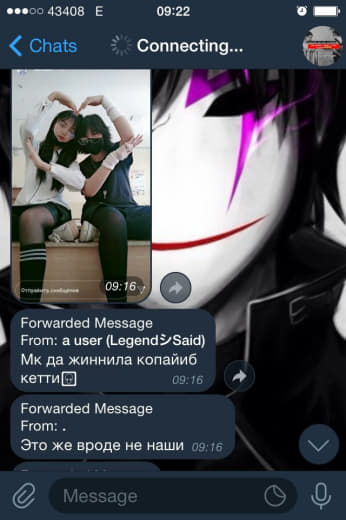 43408 E 09:22
Chats Connecting...
Отправить сообщение
09:16
Forwarded Message
From: a user (LegendシSaid)
Мк да жиннила копайиб
кетти 09:16
Forwarded Message
From: .
Это же вроде не наши 09:16
Message